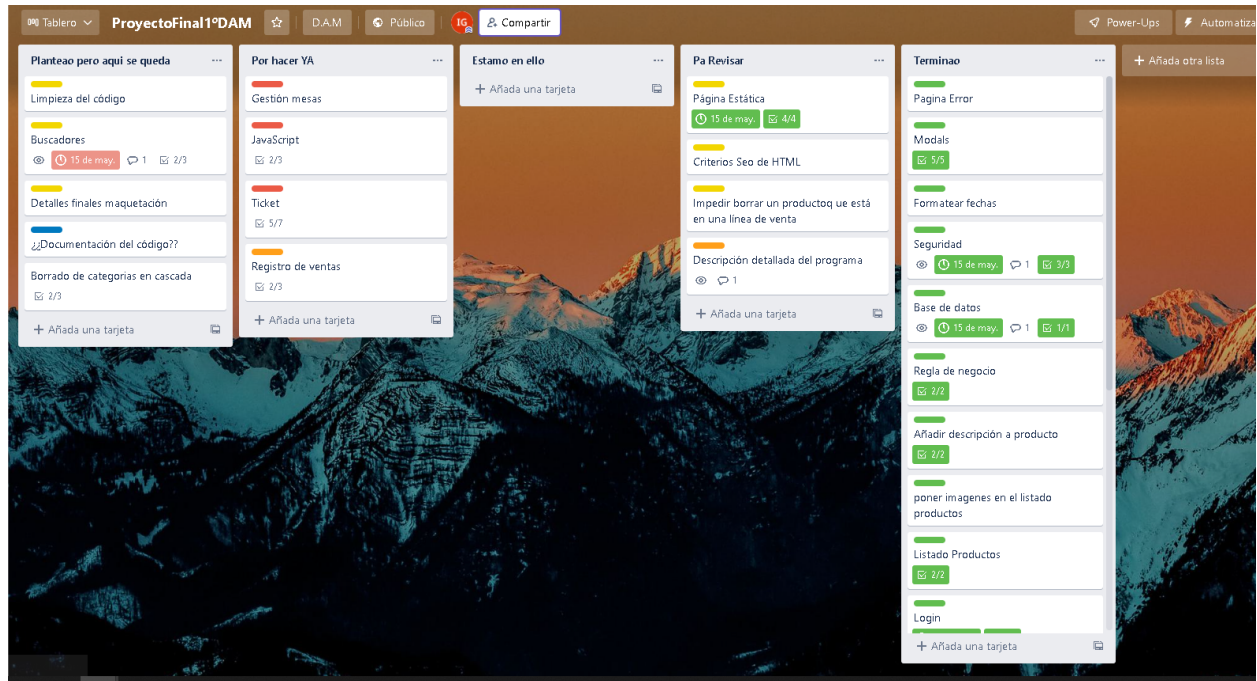 Tablero
ProyectoFinal1ºDAM
D.A.M
Público
IG
Compartir
Power-Ups
Automatiza
Planteao pero aqui se queda
Limpieza del código
Buscadores
15 de may.
1
2/3
Detalles finales maquetación
¿¿Documentación del código??
Borrado de categorias en cascada
2/3
Añada una tarjeta
Por hacer YA
Gestión mesas
JavaScript
2/3
Ticket
5/7
Registro de ventas
2/3
Añada una tarjeta
Estamo en ello
Añada una tarjeta
Pa Revisar
Página Estática
15 de may.
4/4
Criterios Seo de HTML
Impedir borrar un productoq ue está
en una línea de venta
Descripción detallada del programa
1
Añada una tarjeta
Terminao
Pagina Error
Modals
5/5
Formatear fechas
Seguridad
15 de may.
1
3/3
Base de datos
15 de may.
1
1/1
Regla de negocio
2/2
Añadir descripción a producto
2/2
poner imagenes en el listado
productos
Listado Productos
2/2
Login
Añada una tarjeta
Añada otra lista